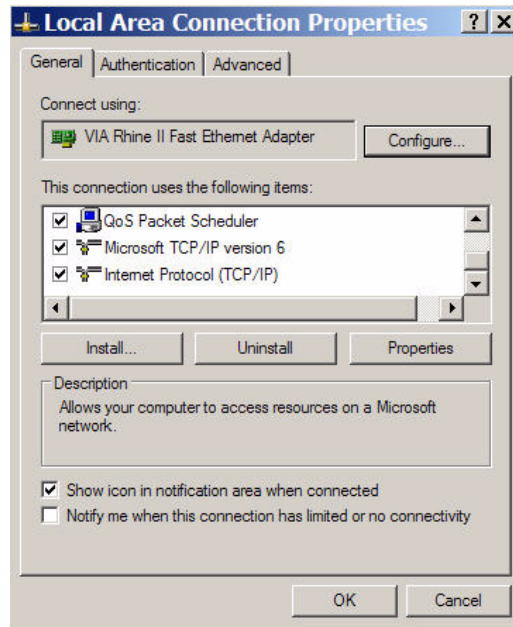 Local Area Connection Properties ? X
General Authentication Advanced
Connect using:
VIA Rhine II Fast Ethernet Adapter Configure...
This connection uses the following items:
QoS Packet Scheduler
Microsoft TCP/IP version 6
Internet Protocol (TCP/IP)
Install... Uninstall Properties
Description
Allows your computer to access resources on a Microsoft
network.
Show icon in notification area when connected
Notify me when this connection has limited or no connectivity
OK Cancel